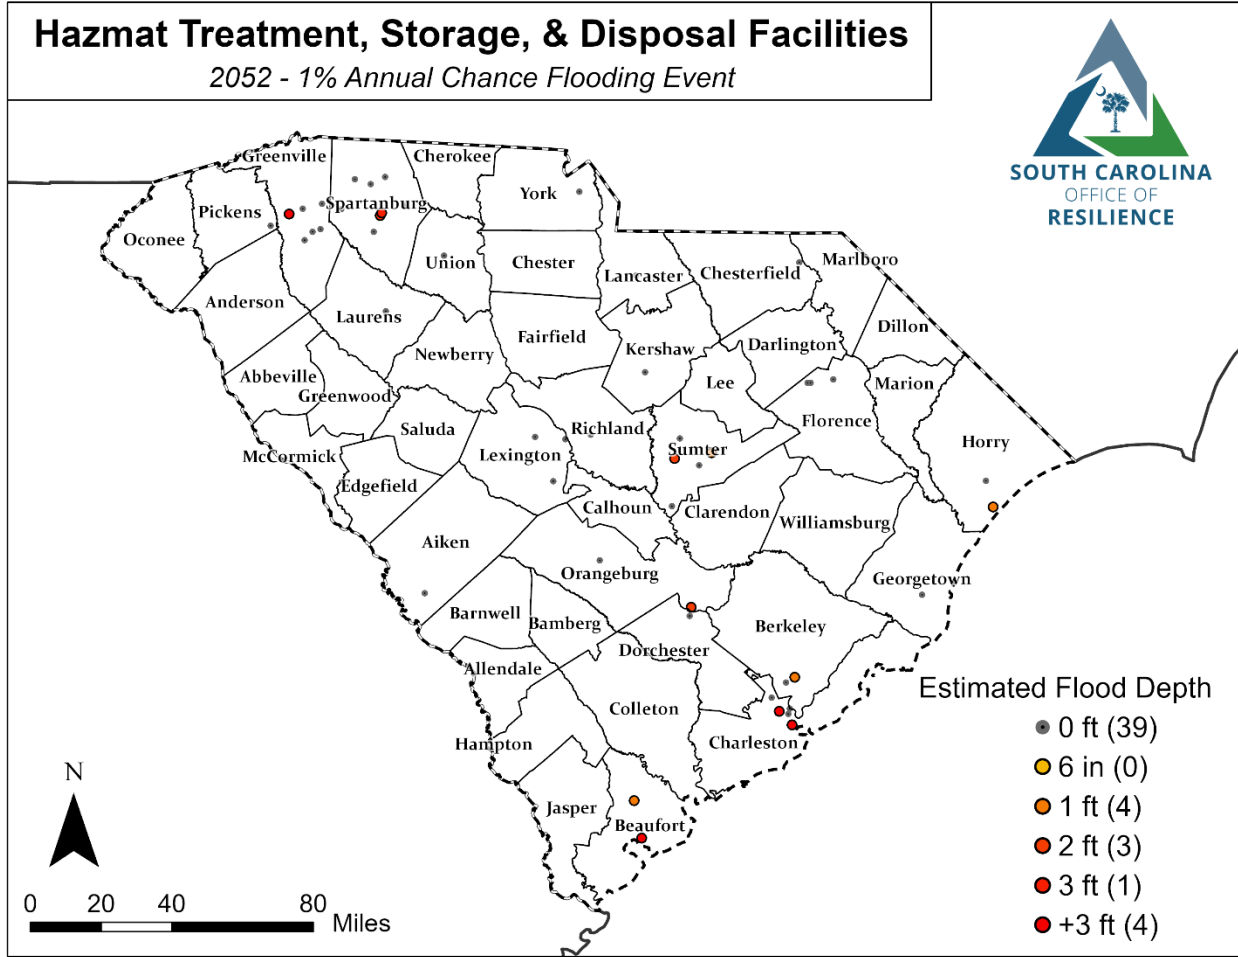 Hazmat Treatment, Storage, & Disposal Facilities
2052 - 1% Annual Chance Flooding Event
SOUTH CAROLINA
OFFICE OF
RESILIENCE
Greenville
Cherokee
York
Pickens
Spartanburg
Oconee
Union
Chester
Lancaster
Chesterfield
Marlboro
Anderson
Laurens
Fairfield
Newberry
Kershaw
Darlington
Dillon
Abbeville
Greenwood
Lee
Marion
Saluda
Richland
Florence
McCormick
Lexington
Sumter
Horry
Edgefield
Calhoun
Clarendon
Williamsburg
Aiken
Orangeburg
Georgetown
Barnwell
Bamberg
Berkeley
Dorchester
Allendale
Colleton
Hampton
Charleston
Jasper
Beaufort
Estimated Flood Depth
0 ft (39)
6 in (0)
1 ft (4)
2 ft (3)
3 ft (1)
+3 ft (4)
N
0 20 40 80 Miles